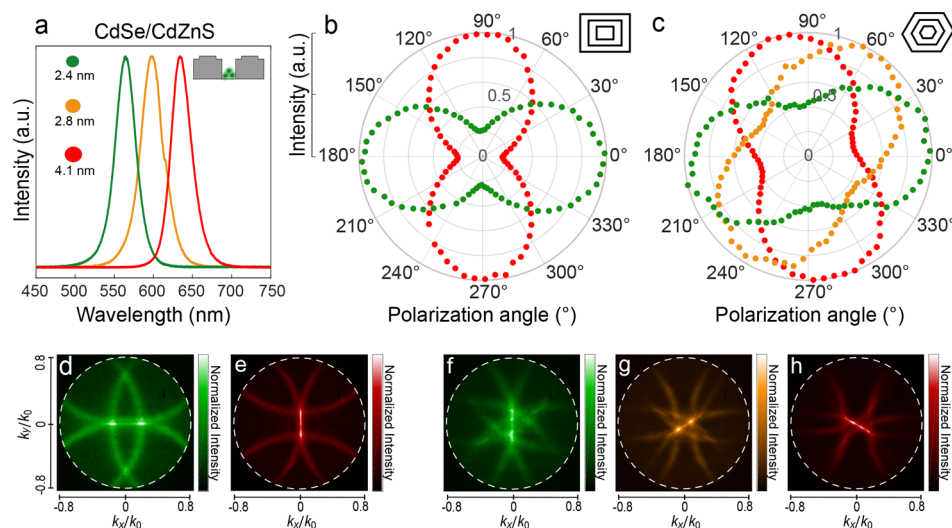 a
CdSe/CdZnS
2.4 nm
2.8 nm
4.1 nm
Intensity (a.u.)
450 500 550 600 650 700 750
Wavelength (nm)
b
Intensity (a.u.)
90°
120° 60°
150° 30°
180° 0°
210° 330°
240° 300°
270°
1
0.5
0
Polarization angle (°)
c
90°
120° 60°
150° 30°
180° 0°
210° 330°
240° 300°
270°
1
0.5
0
Polarization angle (°)
d
ky/k0
0.8
0
-0.8
-0.8 0 0.8
kx/k0
Normalized Intensity
e
-0.8 0 0.8
kx/k0
Normalized Intensity
f
-0.8 0 0.8
kx/k0
Normalized Intensity
g
-0.8 0 0.8
kx/k0
Normalized Intensity
h
-0.8 0 0.8
kx/k0
Normalized Intensity